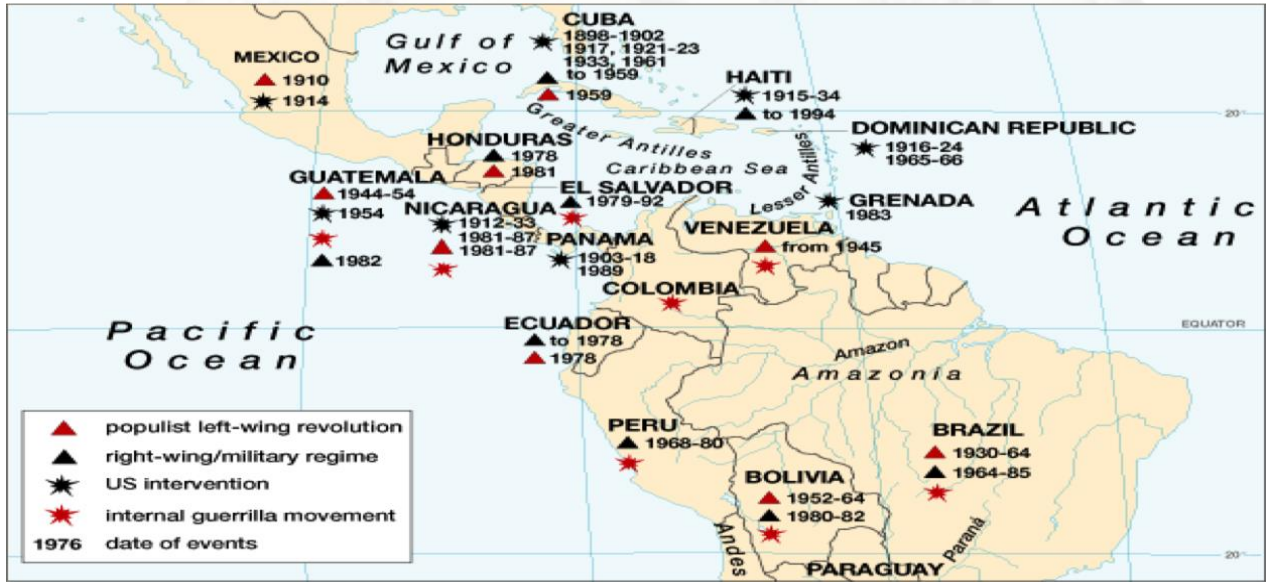 CUBA
1898-1902
1917, 1921-23
1933, 1961
to 1959
1959
Gulf of
Mexico
MEXICO
1910
1914
HAITI
1915-34
to 1994
20°
DOMINICAN REPUBLIC
1916-24
1965-66
Greater Antilles
Caribbean Sea
Lesser Antilles
HONDURAS
1978
1981
GUATEMALA
1944-54
1954
1982
EL SALVADOR
1979-92
NICARAGUA
1912-33
1981-87
1981-87
GRENADA
1983
Atlantic
Ocean
PANAMA
1903-18
1989
VENEZUELA
from 1945
COLOMBIA
Pacific
Ocean
ECUADOR
to 1978
1978
EQUATOR
Amazon
Amazonia
PERU
1968-80
BRAZIL
1930-64
1964-85
BOLIVIA
1952-64
1980-82
Andes
Paraná
PARAGUAY
20°
populist left-wing revolution
right-wing/military regime
US intervention
internal guerrilla movement
1976 date of events